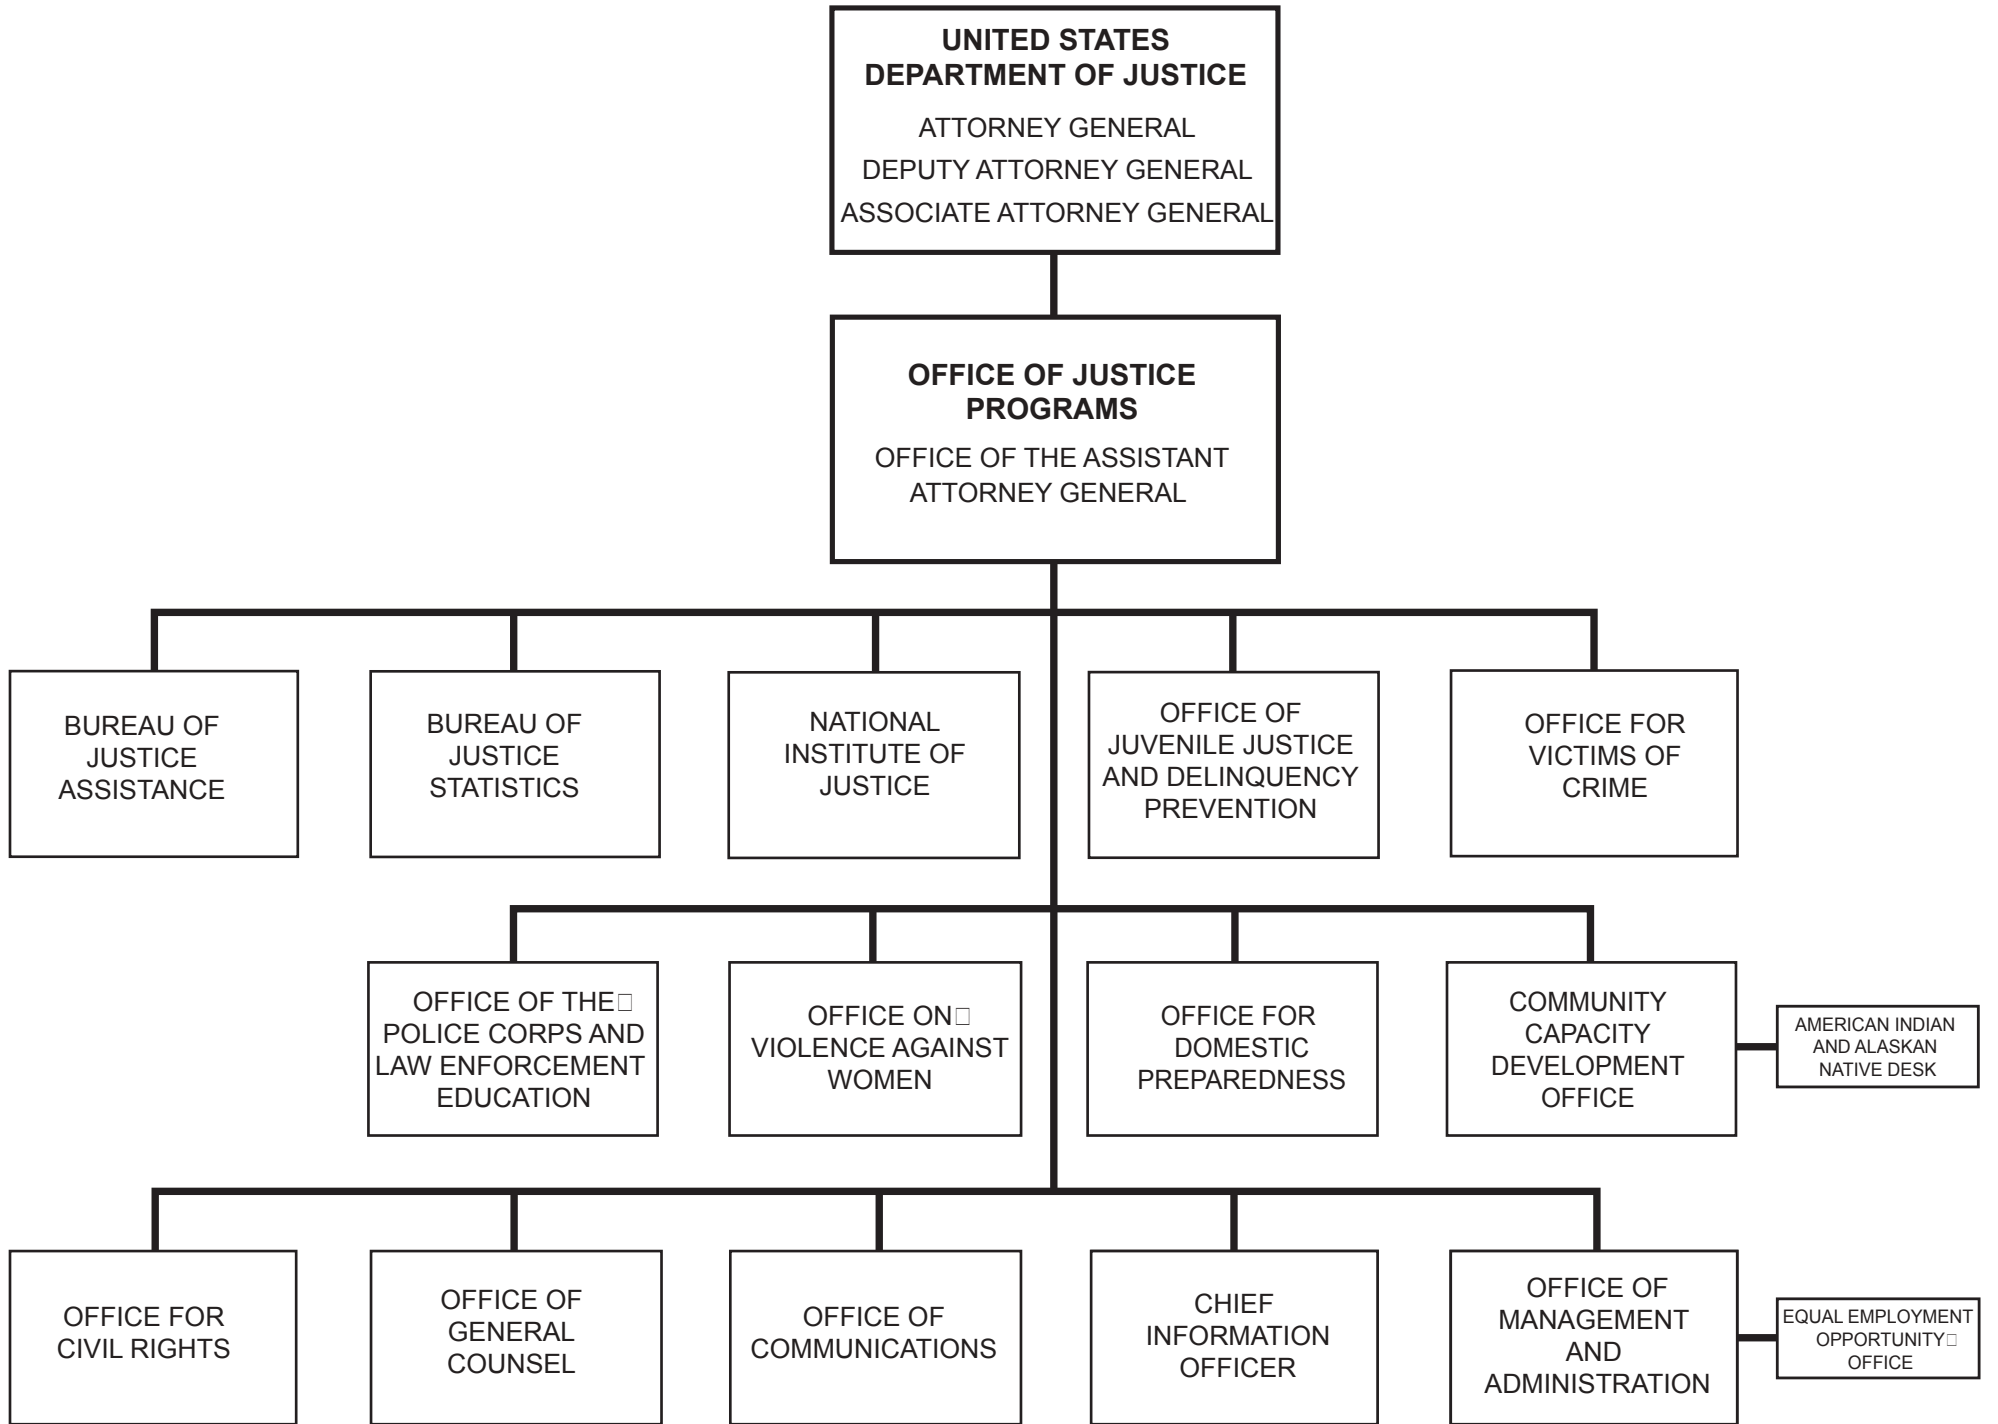 UNITED STATES
DEPARTMENT OF JUSTICE
ATTORNEY GENERAL
DEPUTY ATTORNEY GENERAL
ASSOCIATE ATTORNEY GENERAL
OFFICE OF JUSTICE
PROGRAMS
OFFICE OF THE ASSISTANT
ATTORNEY GENERAL
BUREAU OF
JUSTICE
ASSISTANCE
BUREAU OF
JUSTICE
STATISTICS
NATIONAL
INSTITUTE OF
JUSTICE
OFFICE OF
JUVENILE JUSTICE
AND DELINQUENCY
PREVENTION
OFFICE FOR
VICTIMS OF
CRIME
OFFICE OF THE□
POLICE CORPS AND
LAW ENFORCEMENT
EDUCATION
OFFICE ON□
VIOLENCE AGAINST
WOMEN
OFFICE FOR
DOMESTIC
PREPAREDNESS
COMMUNITY
CAPACITY
DEVELOPMENT
OFFICE
AMERICAN INDIAN
AND ALASKAN
NATIVE DESK
OFFICE FOR
CIVIL RIGHTS
OFFICE OF
GENERAL
COUNSEL
OFFICE OF
COMMUNICATIONS
CHIEF
INFORMATION
OFFICER
OFFICE OF
MANAGEMENT
AND
ADMINISTRATION
EQUAL EMPLOYMENT
OPPORTUNITY□
OFFICE